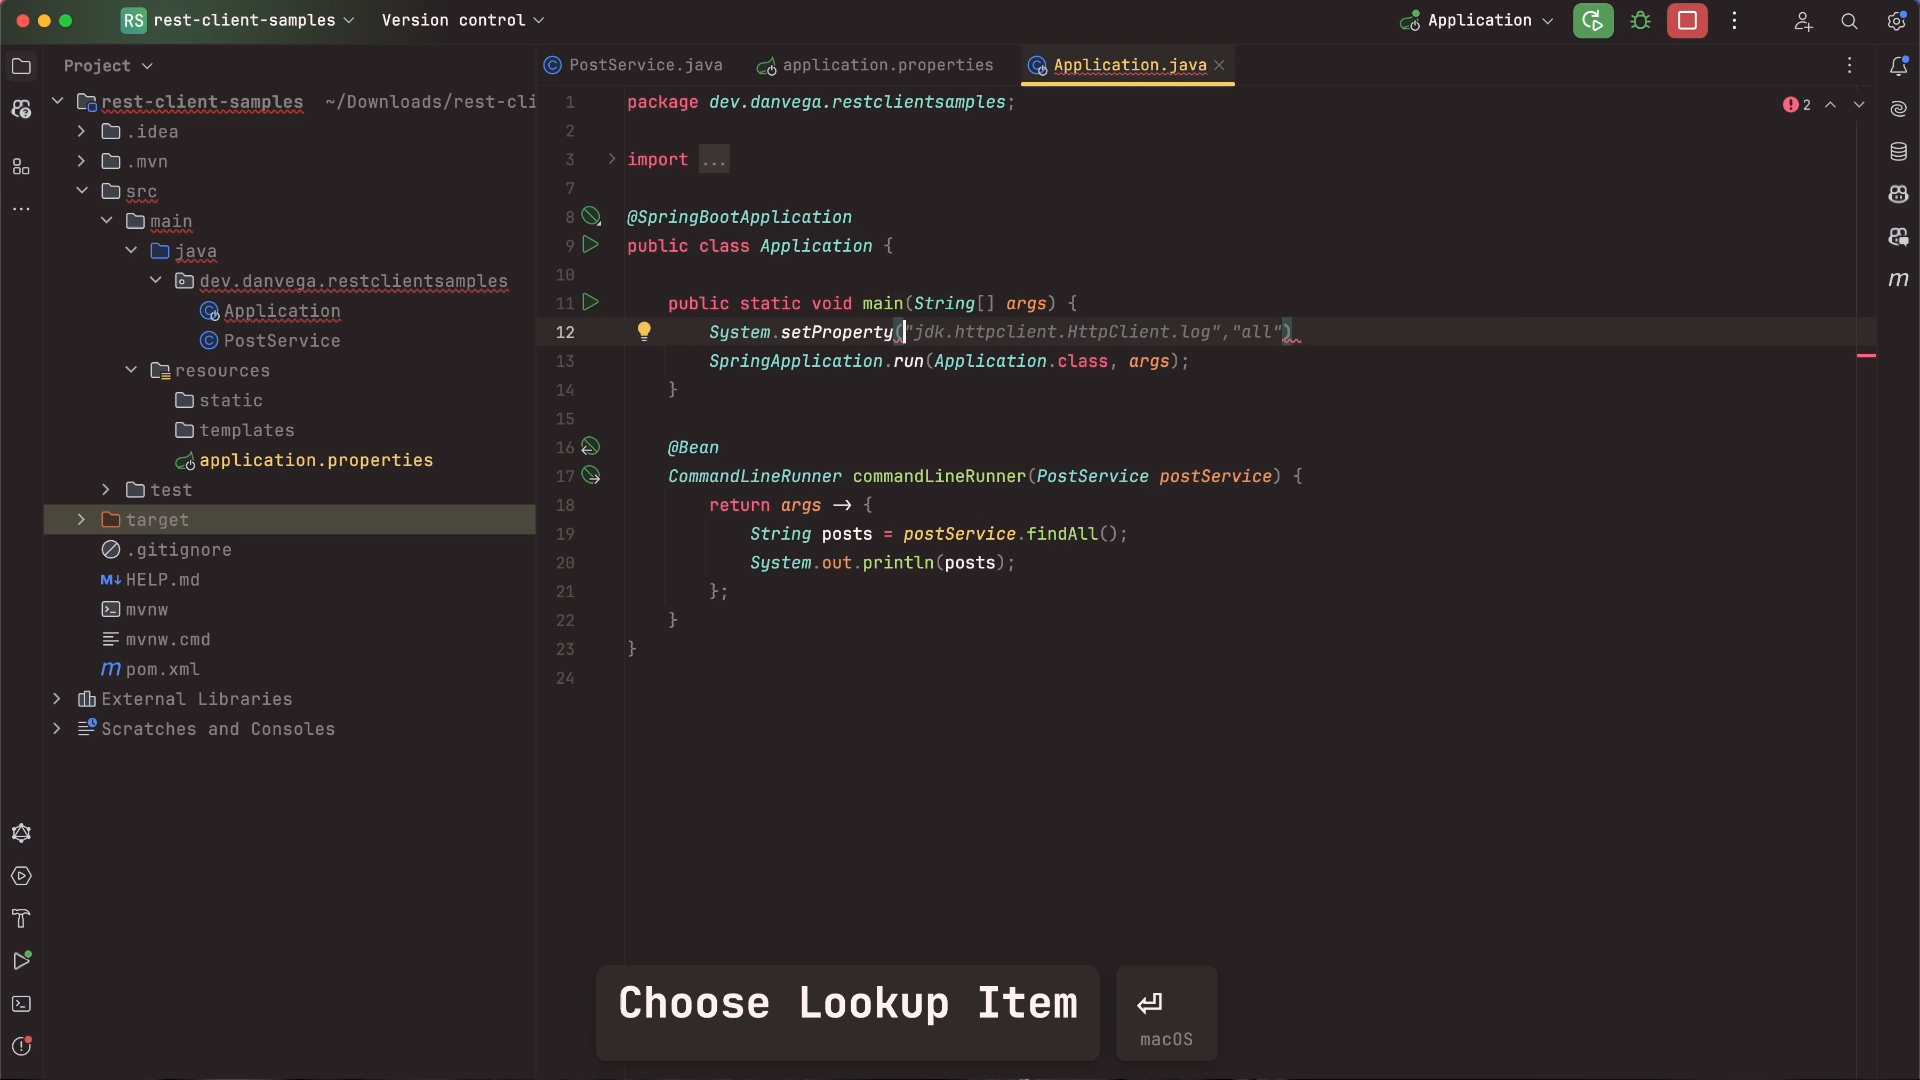 RS rest-client-samples Version control Application
Project
PostService.java application.properties Application.java
rest-client-samples ~/Downloads/rest-cli
.idea
.mvn
src
main
java
dev.danvega.restclientsamples
Application
PostService
resources
static
templates
application.properties
test
target
.gitignore
M↓ HELP.md
mvnw
mvnw.cmd
m pom.xml
External Libraries
Scratches and Consoles
2
1 package dev.danvega.restclientsamples;
2
3 import ...
7
8 @SpringBootApplication
9 public class Application {
10
11 public static void main(String[] args) {
12 System.setProperty("jdk.httpclient.HttpClient.log","all")
13 SpringApplication.run(Application.class, args);
14 }
15
16 @Bean
17 CommandLineRunner commandLineRunner(PostService postService) {
18 return args → {
19 String posts = postService.findAll();
20 System.out.println(posts);
21 };
22 }
23 }
24
m
Choose Lookup Item ⏎
macOS